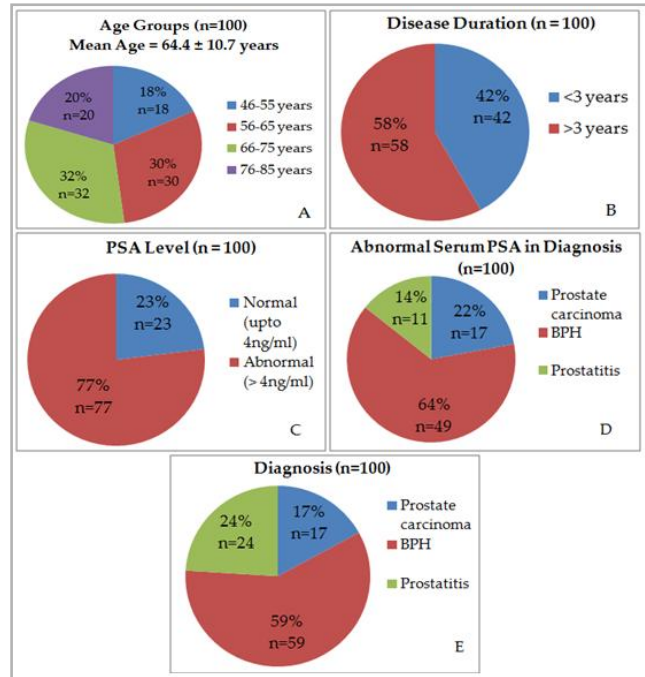 Age Groups (n=100)
Mean Age = 64.4 ± 10.7 years
18%
n=18
30%
n=30
32%
n=32
20%
n=20
46-55 years
56-65 years
66-75 years
76-85 years
A
Disease Duration (n = 100)
42%
n=42
58%
n=58
<3 years
>3 years
B
PSA Level (n = 100)
23%
n=23
77%
n=77
Normal
(upto
4ng/ml)
Abnormal
(> 4ng/ml)
C
Abnormal Serum PSA in Diagnosis
(n=100)
22%
n=17
64%
n=49
14%
n=11
Prostate
carcinoma
BPH
Prostatitis
D
Diagnosis (n=100)
17%
n=17
59%
n=59
24%
n=24
Prostate
carcinoma
BPH
Prostatitis
E